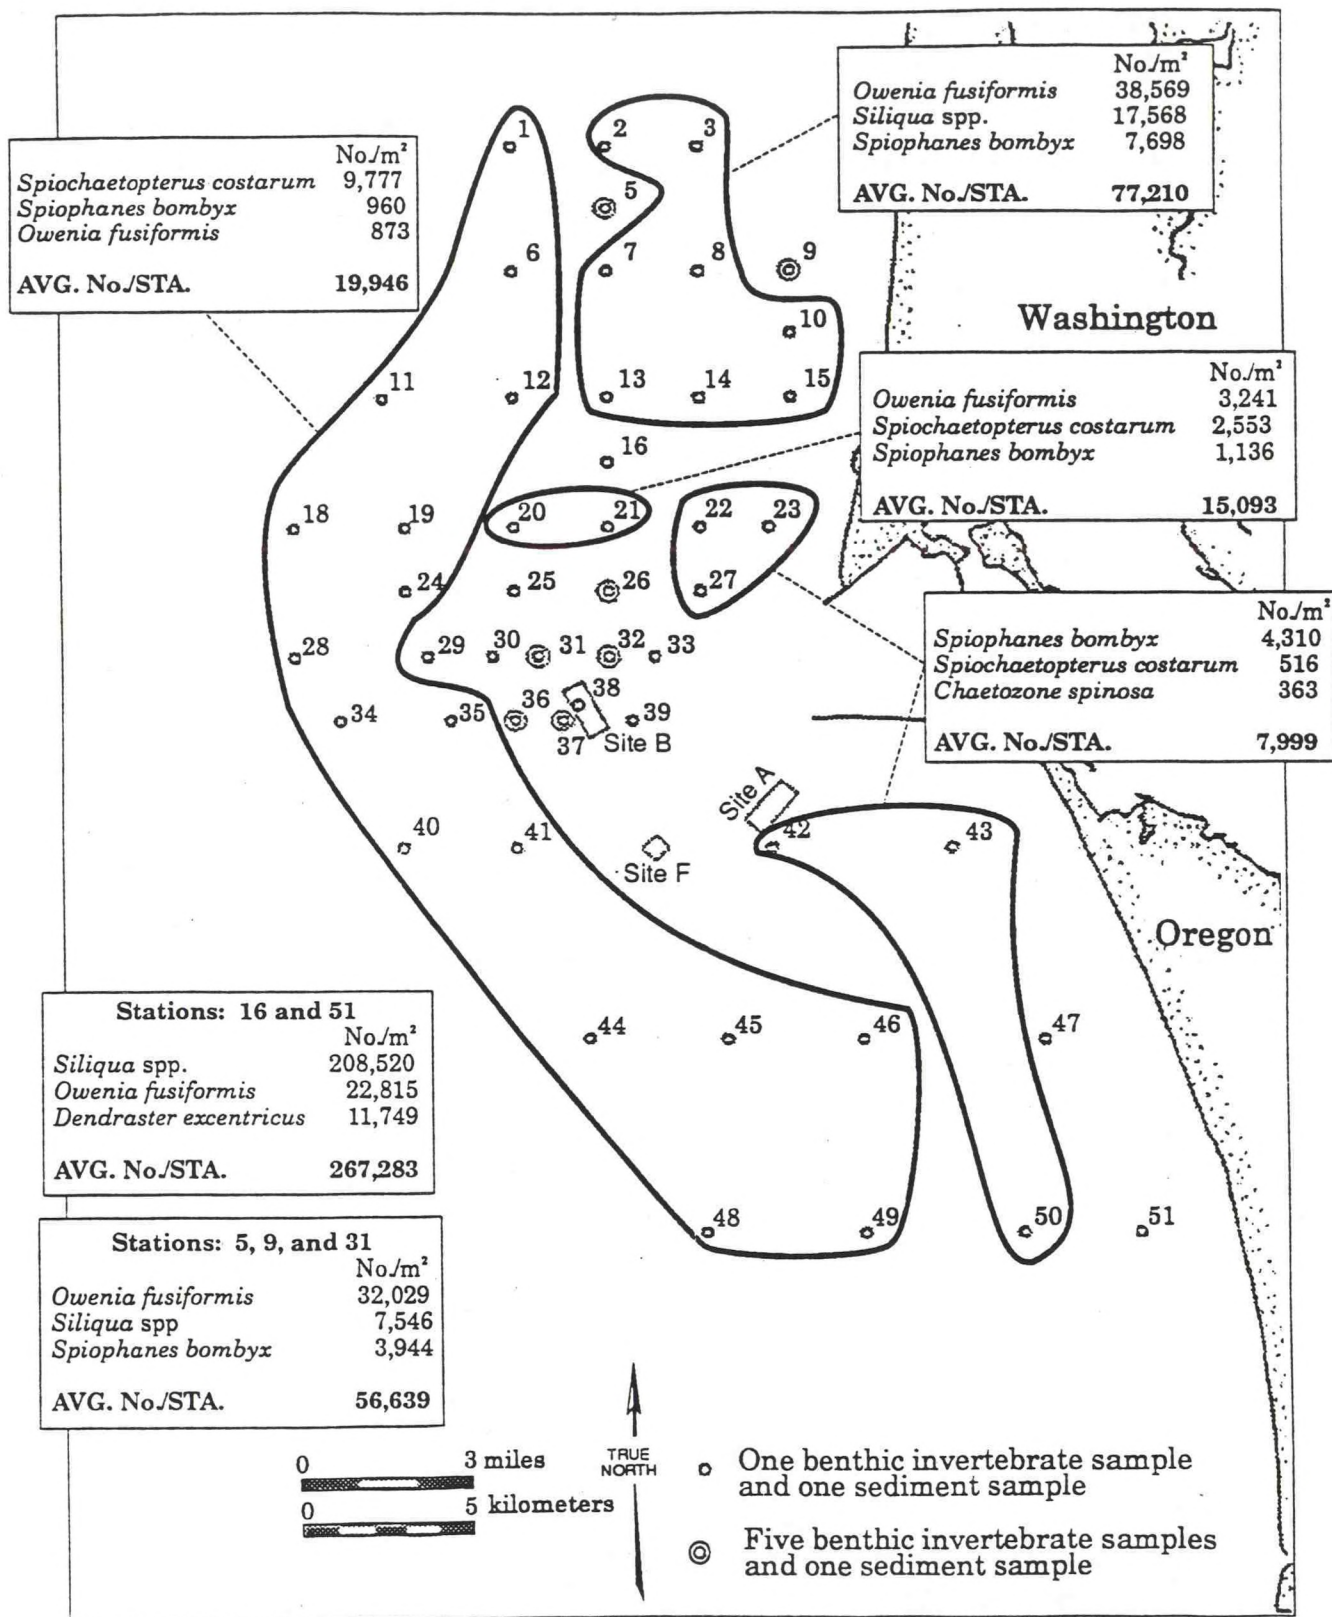 No./m²
Owenia fusiformis 38,569
Siliqua spp. 17,568
Spiophanes bombyx 7,698
AVG. No./STA. 77,210
No./m²
Spiochaetopterus costarum 9,777
Spiophanes bombyx 960
Owenia fusiformis 873
AVG. No./STA. 19,946
1
2
3
5
6
7
8
9
10
Washington
11
12
13
14
15
No./m²
Owenia fusiformis 3,241
Spiochaetopterus costarum 2,553
Spiophanes bombyx 1,136
AVG. No./STA. 15,093
16
18
19
20
21
22
23
24
25
26
27
No./m²
Spiophanes bombyx 4,310
Spiochaetopterus costarum 516
Chaetozone spinosa 363
AVG. No./STA. 7,999
28
29
30
31
32
33
34
35
36
37
38
39
Site B
Site A
40
41
42
43
Site F
Oregon
Stations: 16 and 51
No./m²
Siliqua spp. 208,520
Owenia fusiformis 22,815
Dendraster excentricus 11,749
AVG. No./STA. 267,283
44
45
46
47
48
49
50
51
Stations: 5, 9, and 31
No./m²
Owenia fusiformis 32,029
Siliqua spp 7,546
Spiophanes bombyx 3,944
AVG. No./STA. 56,639
0 3 miles
0 5 kilometers
TRUE
NORTH
One benthic invertebrate sample
and one sediment sample
Five benthic invertebrate samples
and one sediment sample